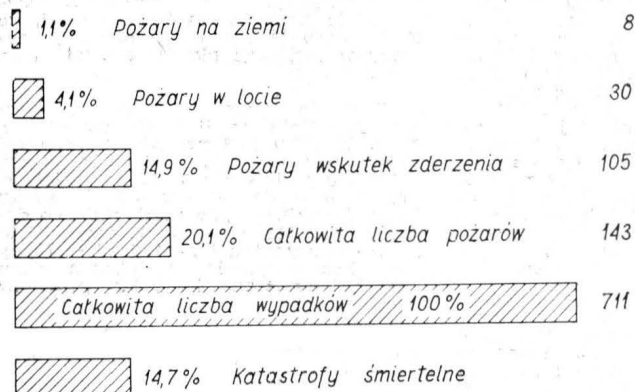 1,1% Pożary na ziemi 8
4,1% Pożary w locie 30
14,9% Pożary wskutek zderzenia 105
20,1% Całkowita liczba pożarów 143
Całkowita liczba wypadków 100% 711
14,7% Katastrofy śmiertelne